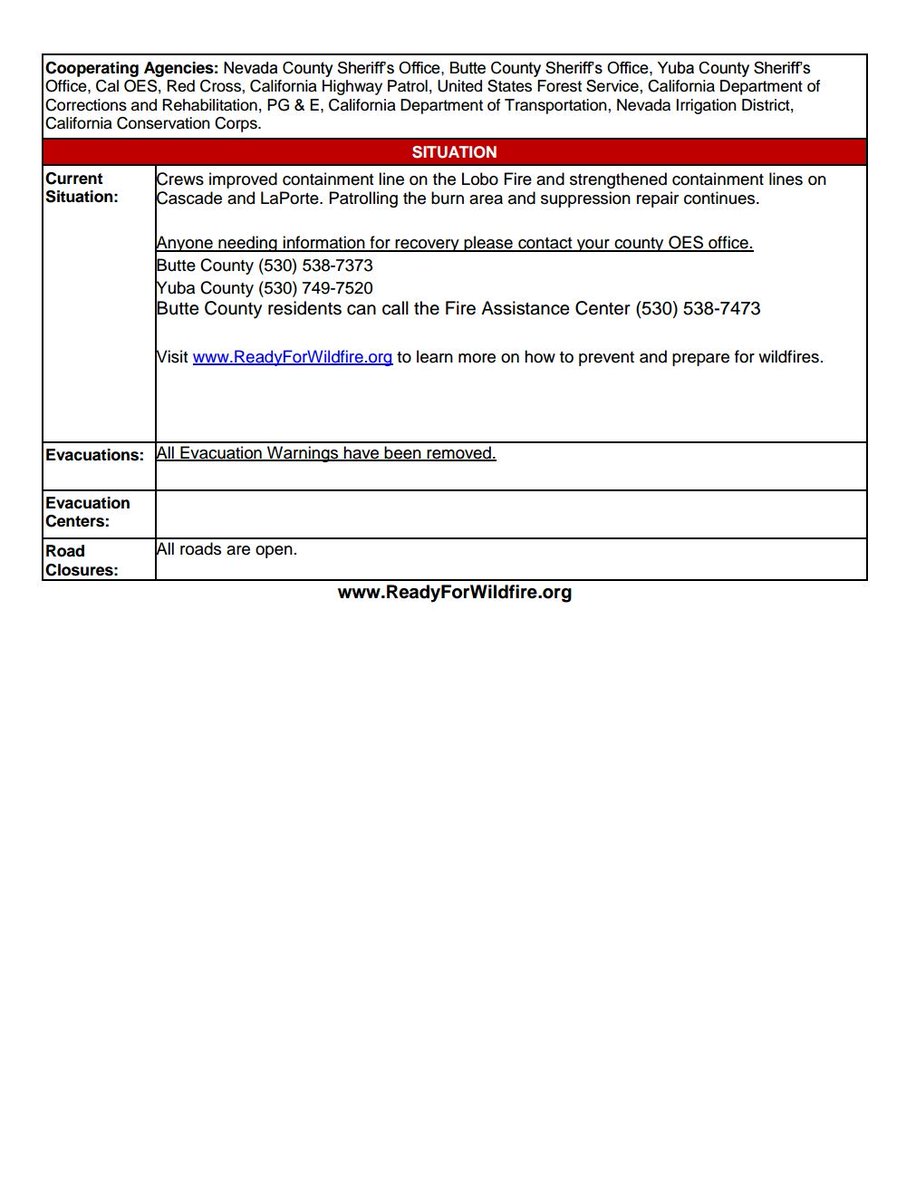 Cooperating Agencies: Nevada County Sheriff's Office, Butte County Sheriff's Office, Yuba County Sheriff's
Office, Cal OES, Red Cross, California Highway Patrol, United States Forest Service, California Department of
Corrections and Rehabilitation, PG & E, California Department of Transportation, Nevada Irrigation District,
California Conservation Corps.
SITUATION
Current
Situation:
Crews improved containment line on the Lobo Fire and strengthened containment lines on
Cascade and LaPorte. Patrolling the burn area and suppression repair continues.
Anyone needing information for recovery please contact your county OES office.
Butte County (530) 538-7373
Yuba County (530) 749-7520
Butte County residents can call the Fire Assistance Center (530) 538-7473
Visit www.ReadyForWildfire.org to learn more on how to prevent and prepare for wildfires.
Evacuations:
All Evacuation Warnings have been removed.
Evacuation
Centers:
Road
Closures:
All roads are open.
www.ReadyForWildfire.org